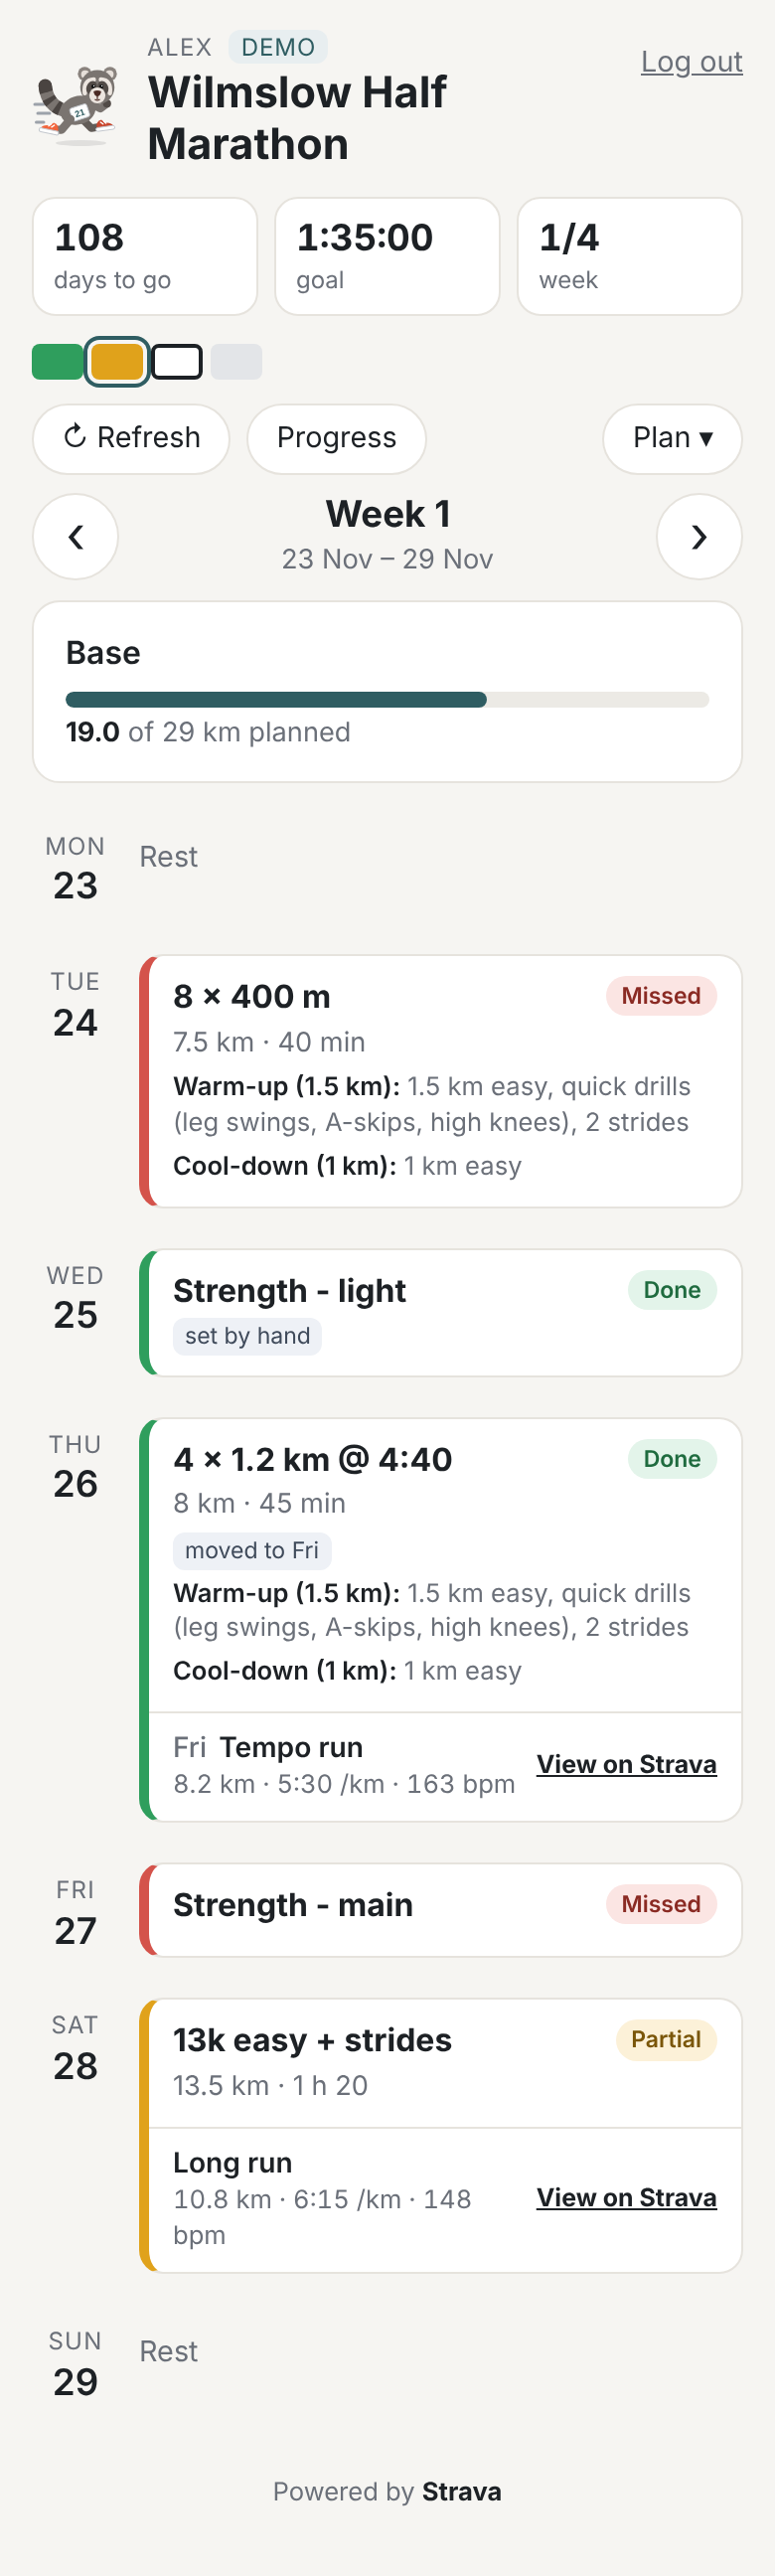 ALEX DEMO
Log out
Wilmslow Half
Marathon
21
108
days to go
1:35:00
goal
1/4
week
↻ Refresh
Progress
Plan ▾
‹
Week 1
›
23 Nov – 29 Nov
Base
19.0 of 29 km planned
MON
23
Rest
TUE
24
8 × 400 m
Missed
7.5 km · 40 min
Warm-up (1.5 km): 1.5 km easy, quick drills
(leg swings, A-skips, high knees), 2 strides
Cool-down (1 km): 1 km easy
WED
25
Strength - light
Done
set by hand
THU
26
4 × 1.2 km @ 4:40
Done
8 km · 45 min
moved to Fri
Warm-up (1.5 km): 1.5 km easy, quick drills
(leg swings, A-skips, high knees), 2 strides
Cool-down (1 km): 1 km easy
Fri Tempo run
8.2 km · 5:30 /km · 163 bpm
View on Strava
FRI
27
Strength - main
Missed
SAT
28
13k easy + strides
Partial
13.5 km · 1 h 20
Long run
10.8 km · 6:15 /km · 148
bpm
View on Strava
SUN
29
Rest
Powered by Strava